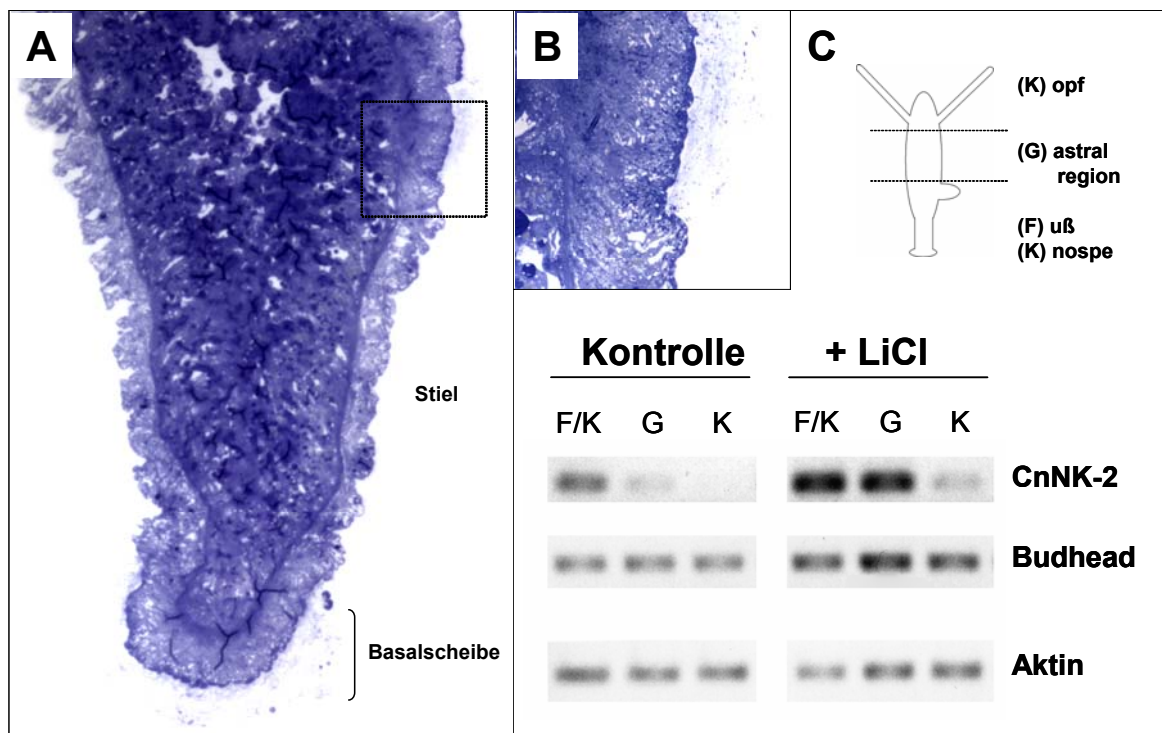 A
B
C
(K) opf
(G) astral
region
(F) uß
(K) nospe
Stiel
Basalscheibe
Kontrolle + LiCl
F/K G K F/K G K
CnNK-2
Budhead
Aktin